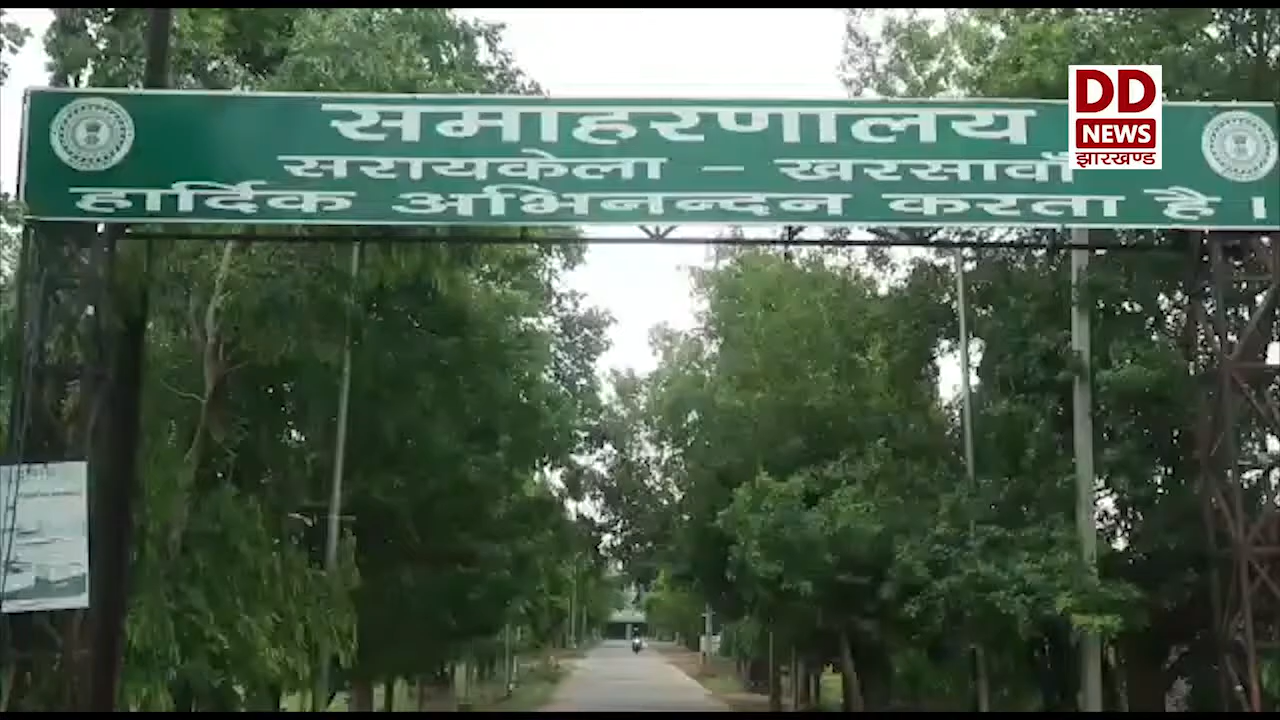 समाहरणालय
सरायकेला - खरसावाँ
हार्दिक अभिनन्दन करता है ।
DD
NEWS
झारखण्ड